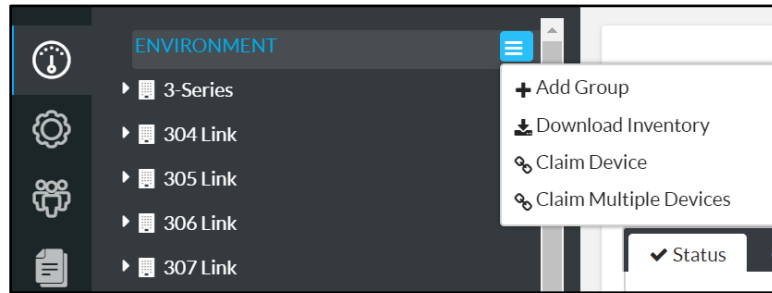 ENVIRONMENT
3-Series
304 Link
305 Link
306 Link
307 Link
Add Group
Download Inventory
Claim Device
Claim Multiple Devices
Status